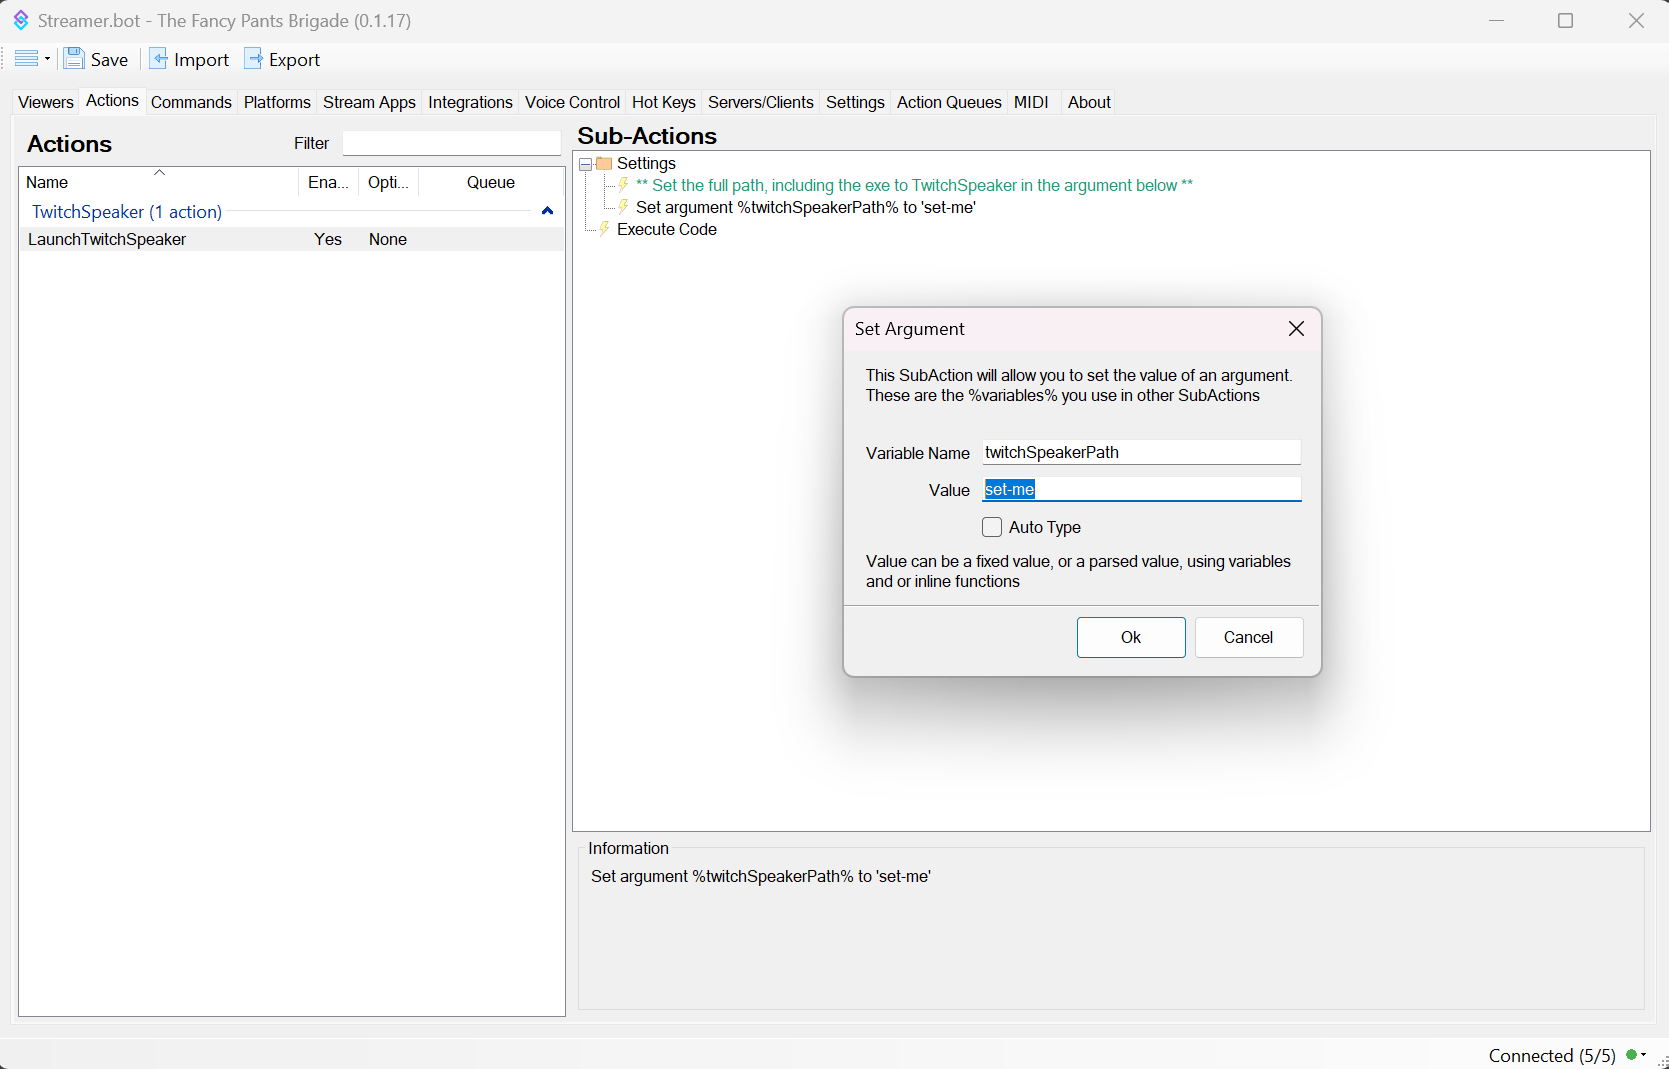 Streamer.bot - The Fancy Pants Brigade (0.1.17)
Save
Import
Export
Viewers
Actions
Commands
Platforms
Stream Apps
Integrations
Voice Control
Hot Keys
Servers/Clients
Settings
Action Queues
MIDI
About
Actions
Filter
Name
Ena...
Opti...
Queue
TwitchSpeaker (1 action)
LaunchTwitchSpeaker
Yes
None
Sub-Actions
Settings
** Set the full path, including the exe to TwitchSpeaker in the argument below **
Set argument %twitchSpeakerPath% to 'set-me'
Execute Code
Set Argument
This SubAction will allow you to set the value of an argument.
These are the %variables% you use in other SubActions
Variable Name
twitchSpeakerPath
Value
set-me
Auto Type
Value can be a fixed value, or a parsed value, using variables
and or inline functions
Ok
Cancel
Information
Set argument %twitchSpeakerPath% to 'set-me'
Connected (5/5)